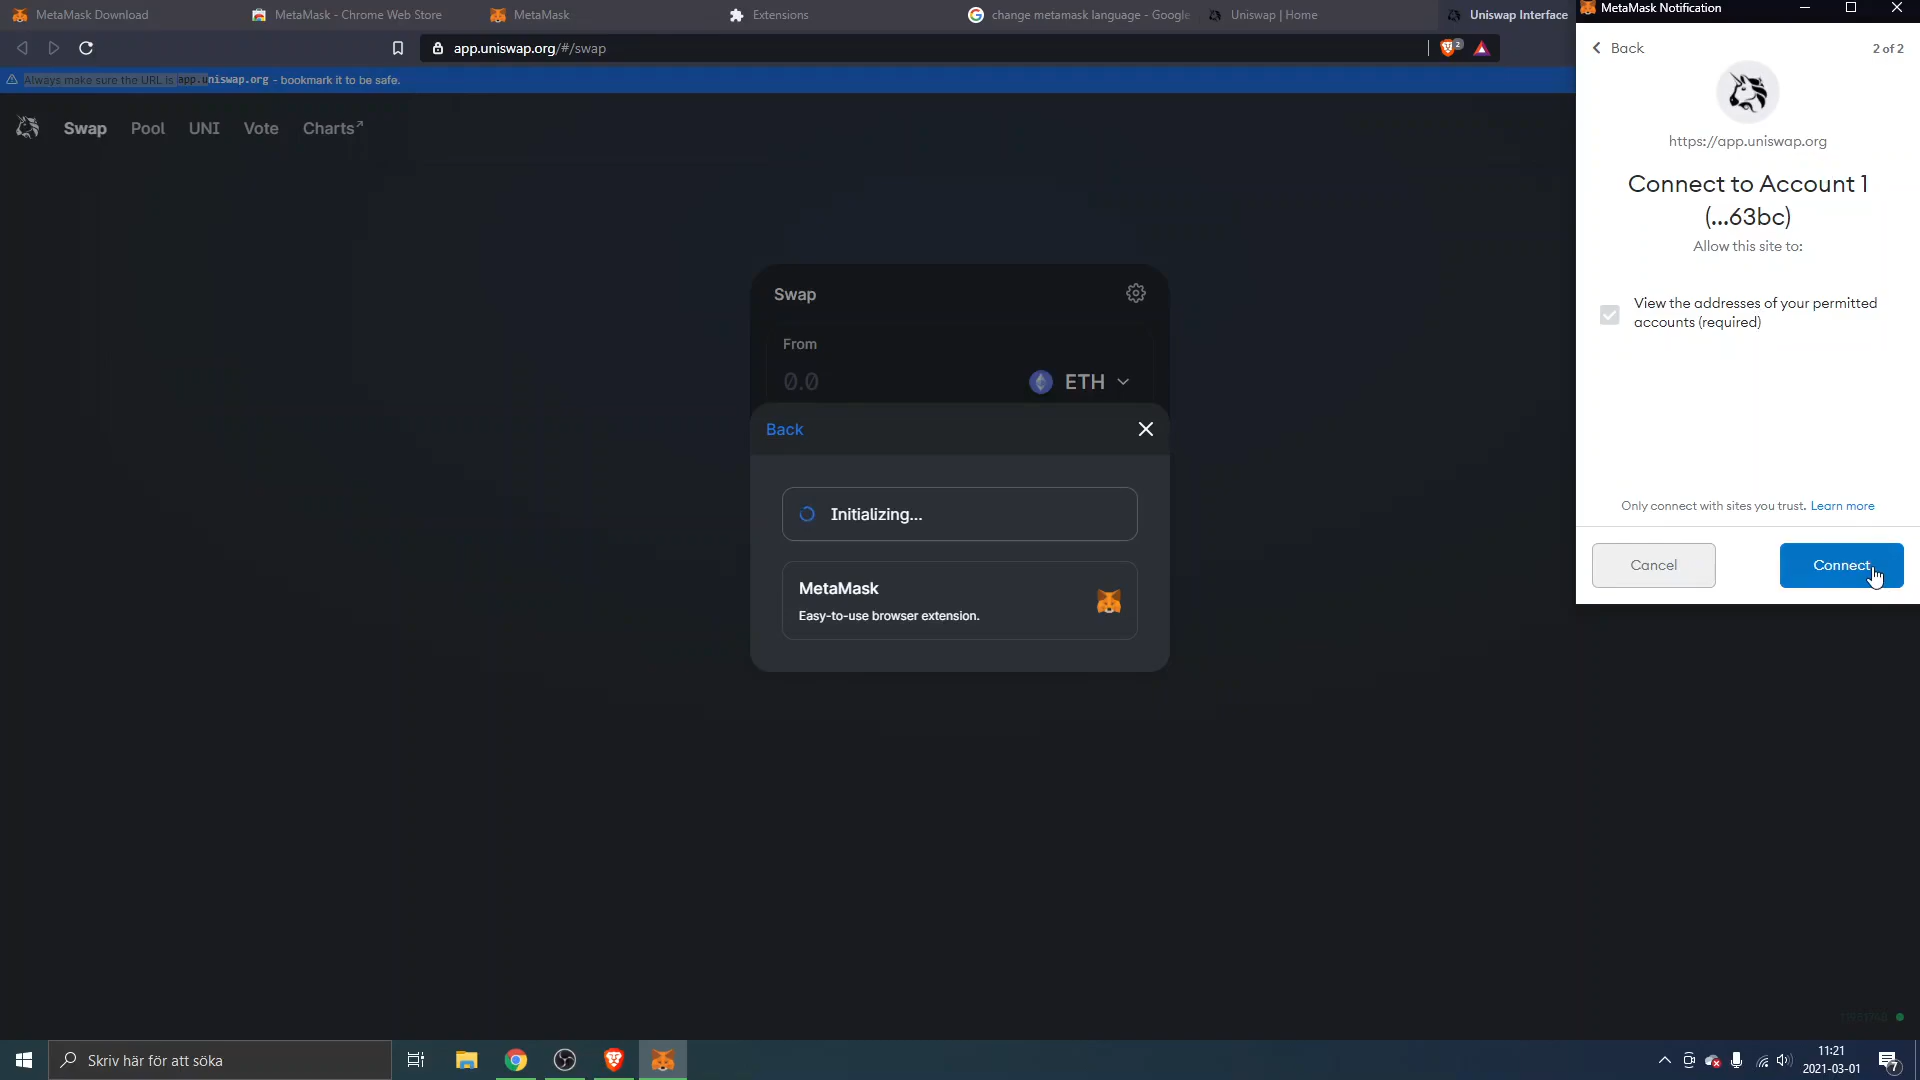 MetaMask Download
MetaMask - Chrome Web Store
MetaMask
Extensions
change metamask language - Google
Uniswap | Home
Uniswap Interface
app.uniswap.org/#/swap
2
Always make sure the URL is app.uniswap.org - bookmark it to be safe.
Swap
Pool
UNI
Vote
Charts↗
Swap
From
0.0
ETH
Back
Initializing...
MetaMask
Easy-to-use browser extension.
MetaMask Notification
Back
2 of 2
https://app.uniswap.org
Connect to Account 1
(...63bc)
Allow this site to:
View the addresses of your permitted
accounts (required)
Only connect with sites you trust. Learn more
Cancel
Connect
Skriv här för att söka
11:21
2021-03-01
7